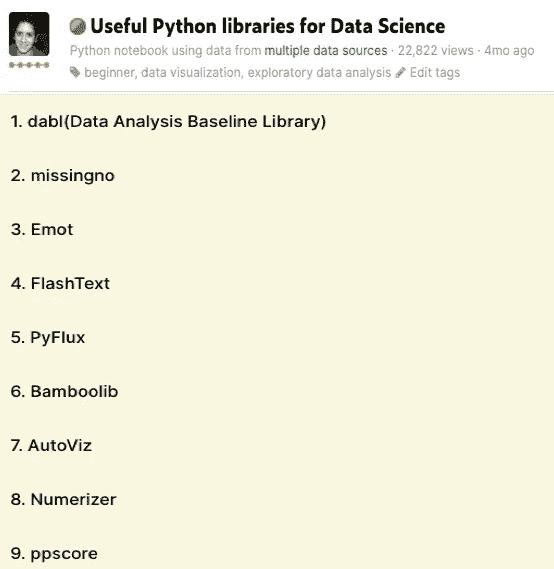 Useful Python libraries for Data Science
Python notebook using data from multiple data sources · 22,822 views · 4mo ago
beginner, data visualization, exploratory data analysis Edit tags
1. dabl(Data Analysis Baseline Library)
2. missingno
3. Emot
4. FlashText
5. PyFlux
6. Bamboolib
7. AutoViz
8. Numerizer
9. ppscore